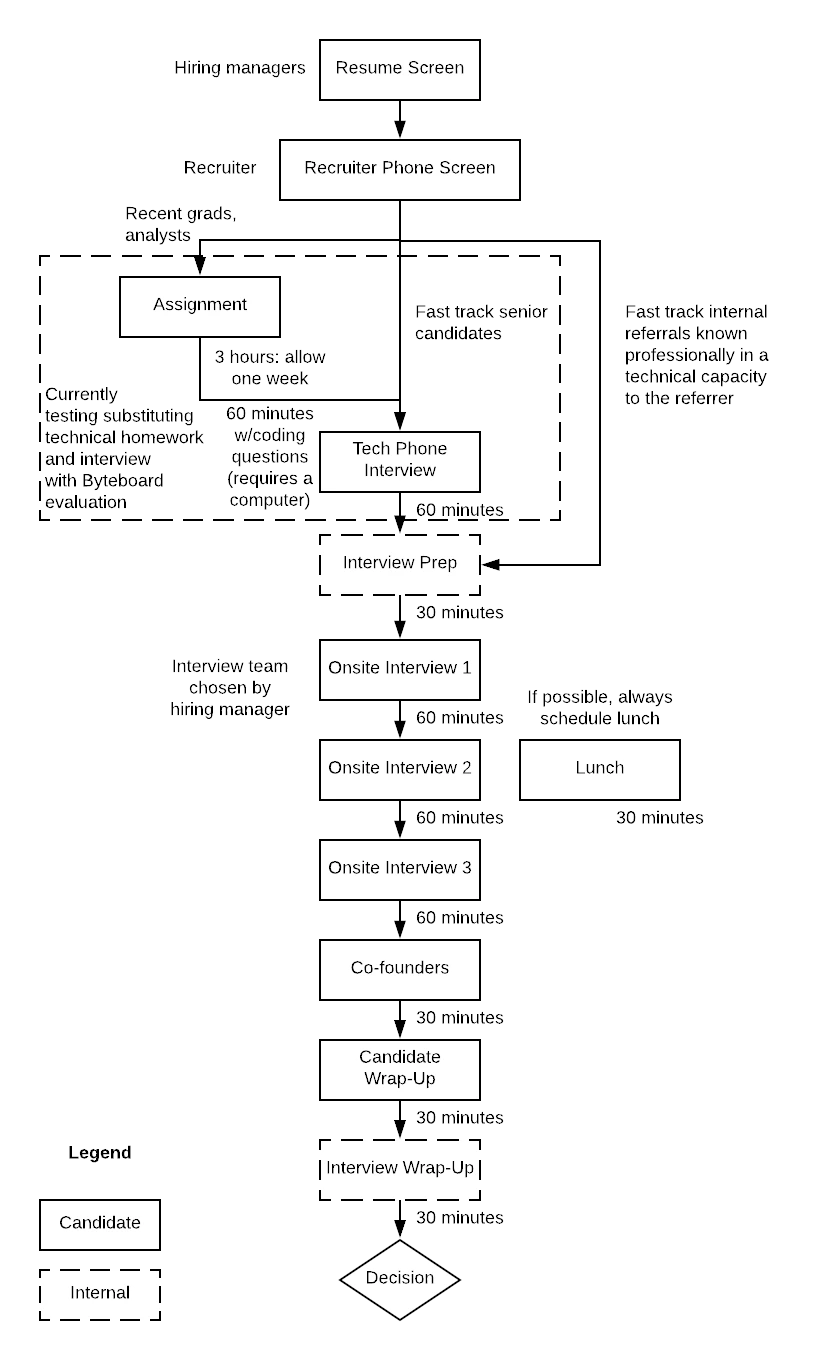 Hiring managers
Resume Screen
Recruiter
Recruiter Phone Screen
Recent grads,
analysts
Assignment
Fast track senior
candidates
Fast track internal
referrals known
professionally in a
technical capacity
to the referrer
3 hours: allow
one week
Currently
testing substituting
technical homework
and interview
with Byteboard
evaluation
60 minutes
w/coding
questions
(requires a
computer)
Tech Phone
Interview
60 minutes
Interview Prep
30 minutes
Interview team
chosen by
hiring manager
Onsite Interview 1
60 minutes
If possible, always
schedule lunch
Onsite Interview 2
Lunch
60 minutes
30 minutes
Onsite Interview 3
60 minutes
Co-founders
30 minutes
Candidate
Wrap-Up
30 minutes
Interview Wrap-Up
30 minutes
Decision
Legend
Candidate
Internal